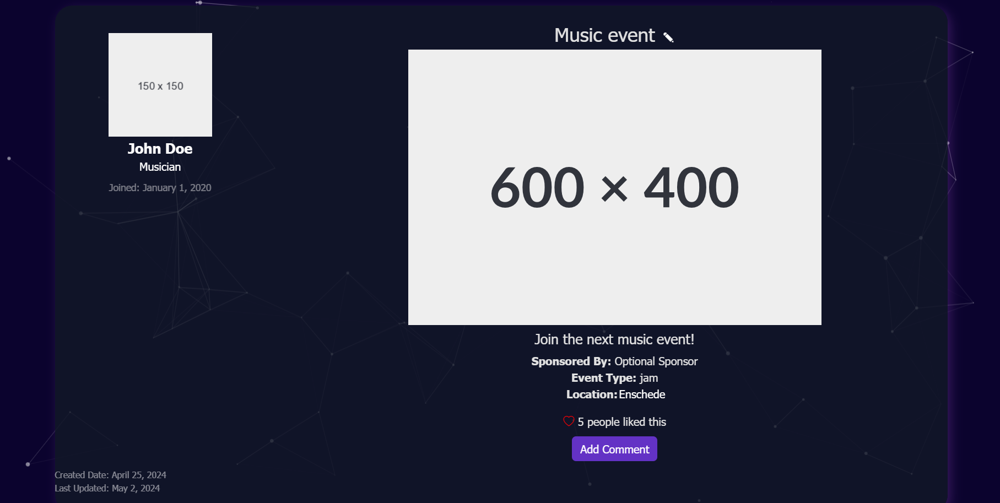 150 x 150
John Doe
Musician
Joined: January 1, 2020
Music event
600 × 400
Join the next music event!
Sponsored By: Optional Sponsor
Event Type: jam
Location: Enschede
5 people liked this
Add Comment
Created Date: April 25, 2024
Last Updated: May 2, 2024